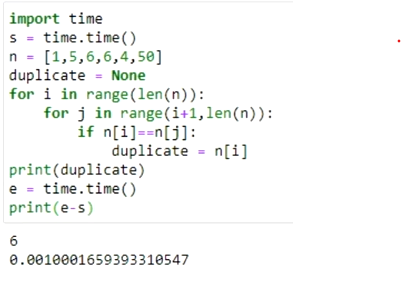 import time
s = time.time()
n = [1,5,6,6,4,50]
duplicate = None
for i in range(len(n)):
    for j in range(i+1,len(n)):
        if n[i]==n[j]:
            duplicate = n[i]
print(duplicate)
e = time.time()
print(e-s)
6
0.0010001659393310547